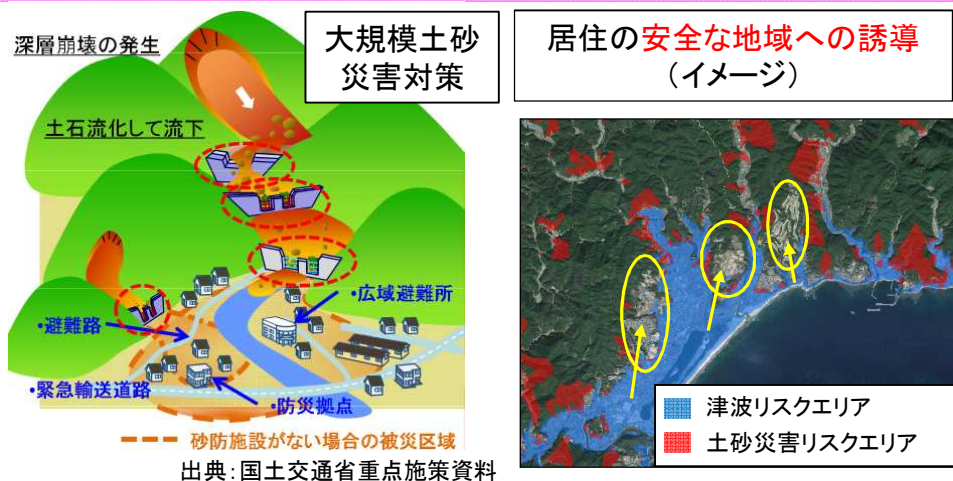 深層崩壊の発生
大規模土砂
災害対策
土石流化して流下
・広域避難所
・避難路
・緊急輸送道路
・防災拠点
砂防施設がない場合の被災区域
出典：国土交通省重点施策資料
居住の安全な地域への誘導
（イメージ）
津波リスクエリア
土砂災害リスクエリア